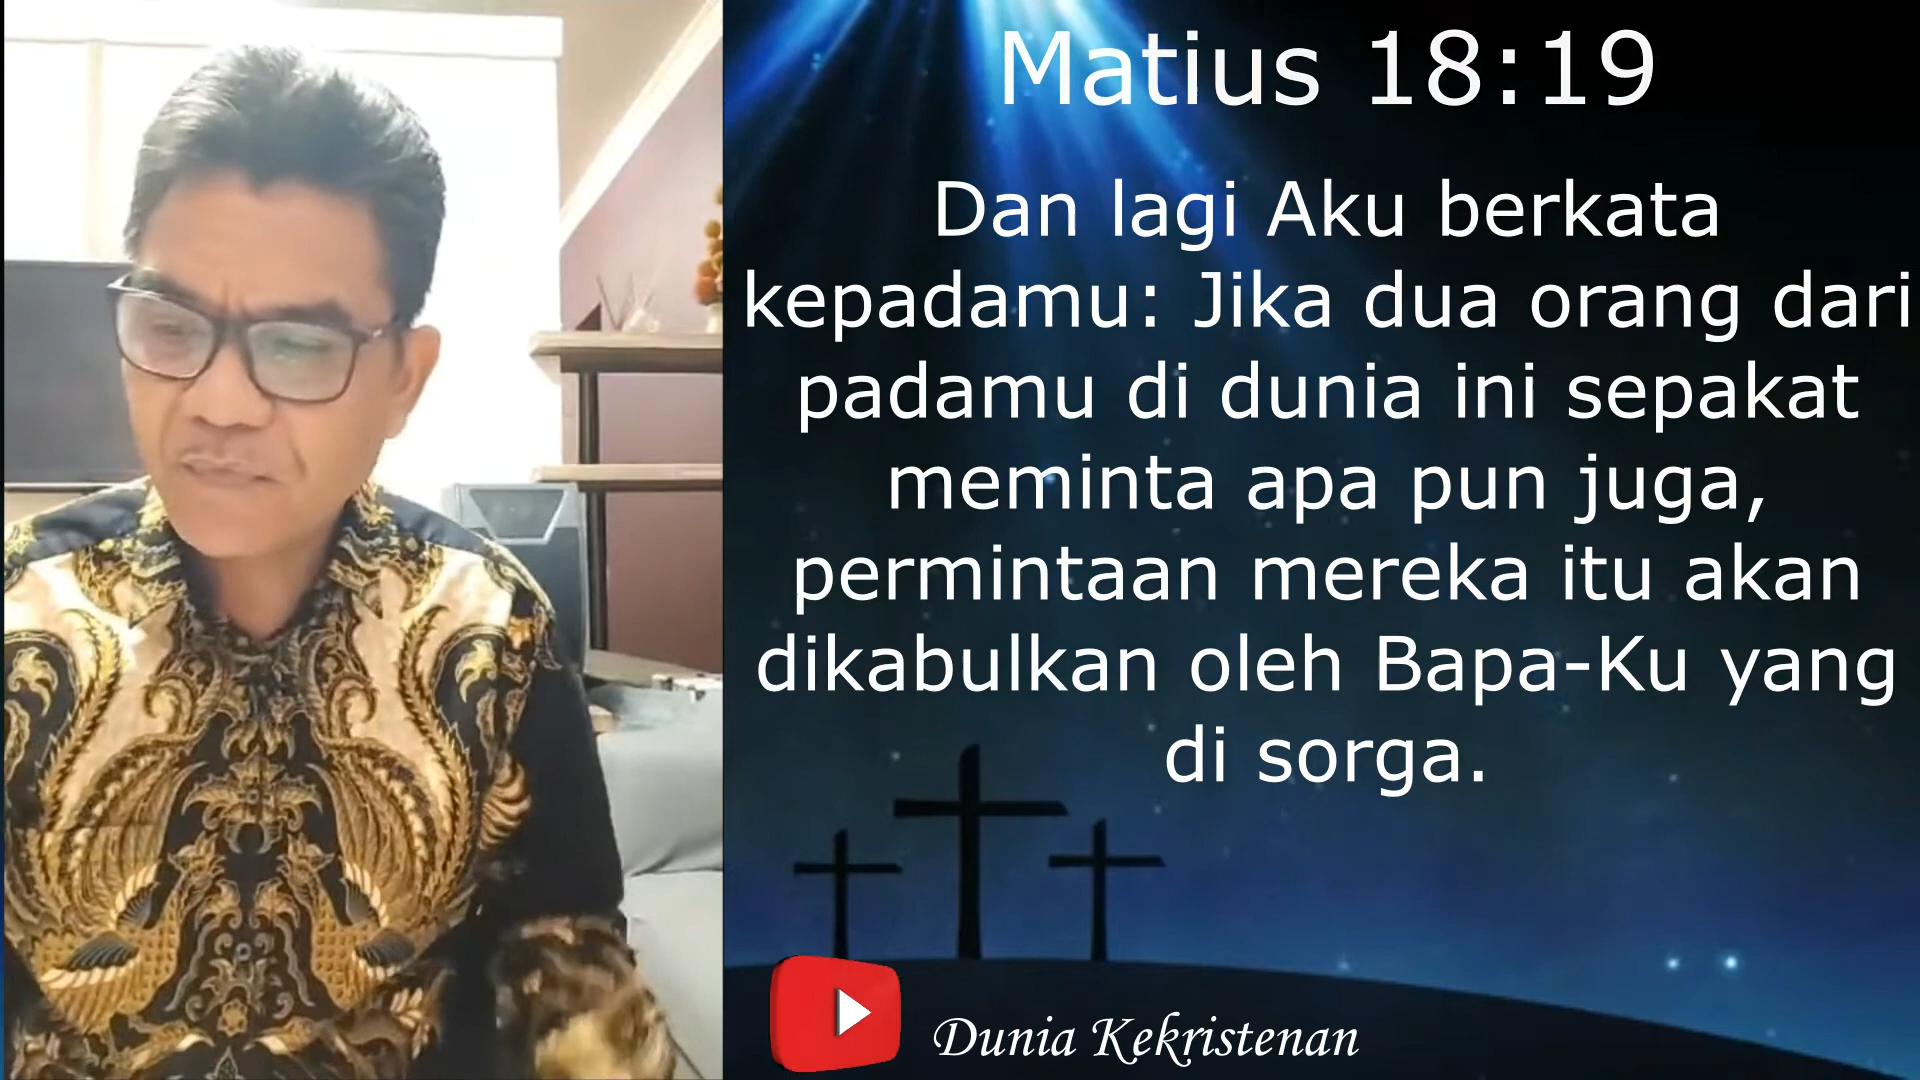 Matius 18:19
Dan lagi Aku berkata
kepadamu: Jika dua orang dari
padamu di dunia ini sepakat
meminta apa pun juga,
permintaan mereka itu akan
dikabulkan oleh Bapa-Ku yang
di sorga.
Dunia Kekristenan